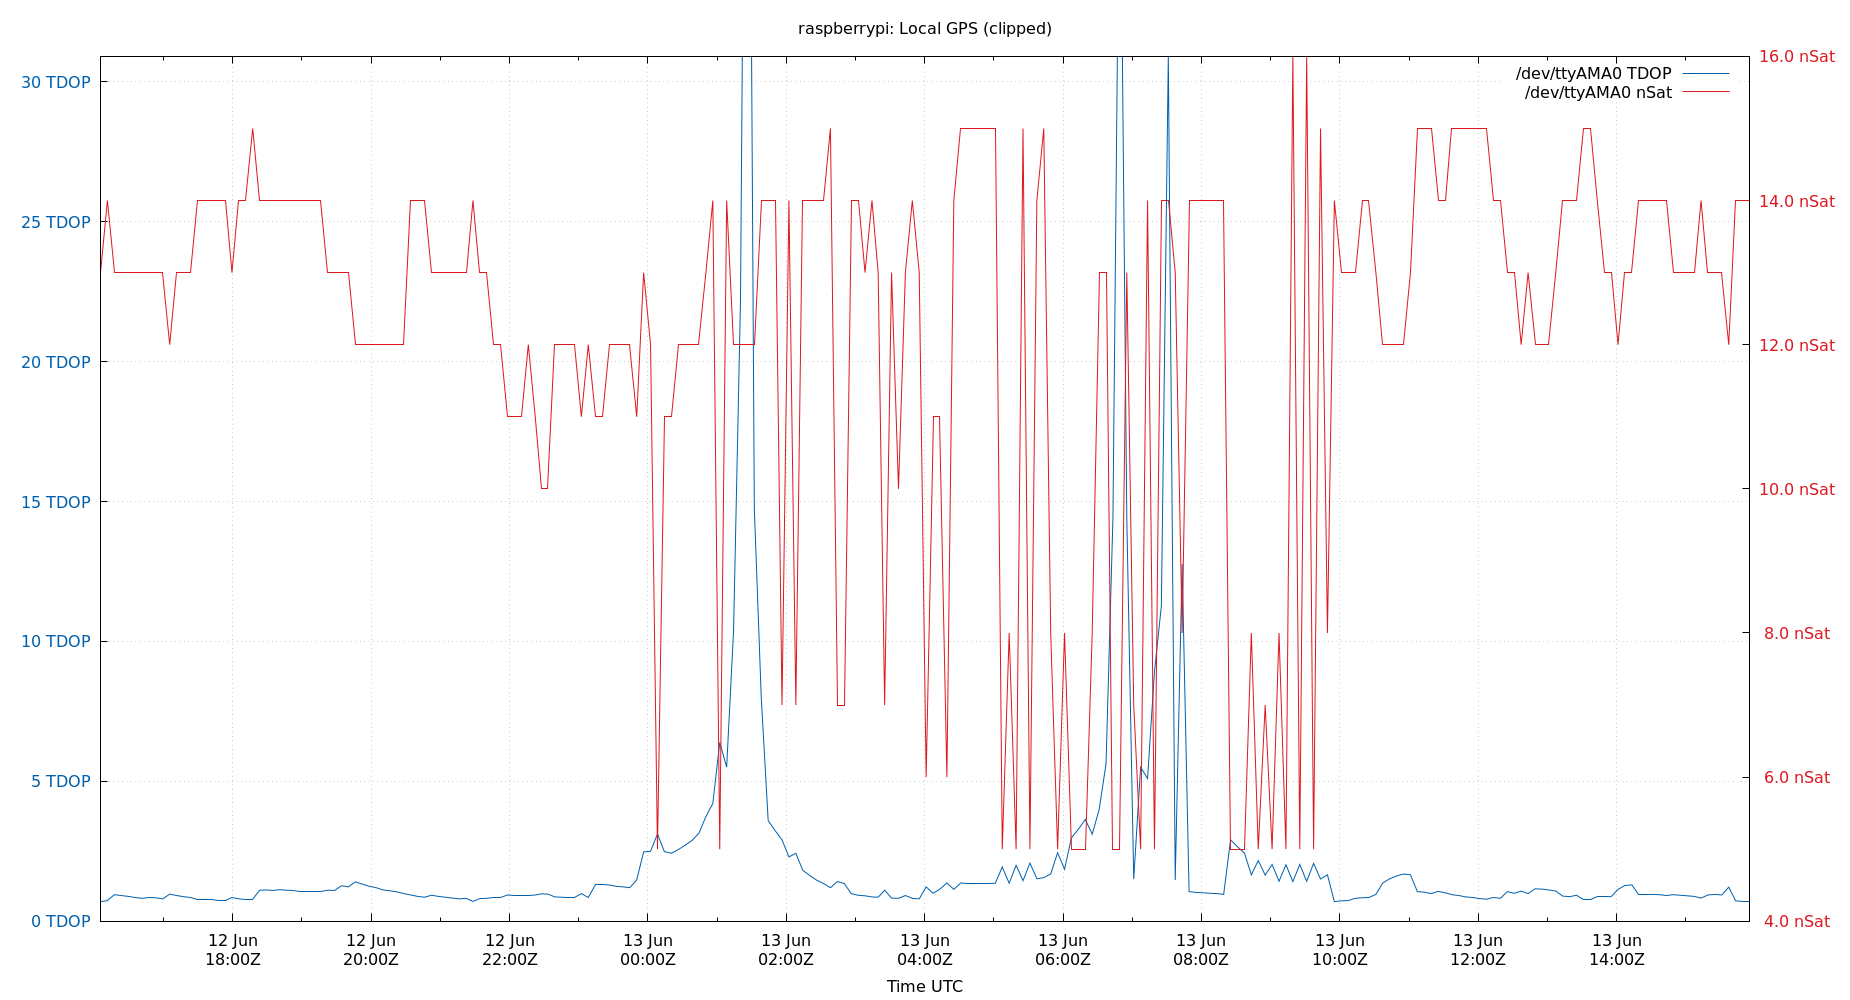 raspberrypi: Local GPS (clipped)
/dev/ttyAMA0 TDOP
/dev/ttyAMA0 nSat
30 TDOP
25 TDOP
20 TDOP
15 TDOP
10 TDOP
5 TDOP
0 TDOP
16.0 nSat
14.0 nSat
12.0 nSat
10.0 nSat
8.0 nSat
6.0 nSat
4.0 nSat
12 Jun
18:00Z
12 Jun
20:00Z
12 Jun
22:00Z
13 Jun
00:00Z
13 Jun
02:00Z
13 Jun
04:00Z
13 Jun
06:00Z
13 Jun
08:00Z
13 Jun
10:00Z
13 Jun
12:00Z
13 Jun
14:00Z
Time UTC